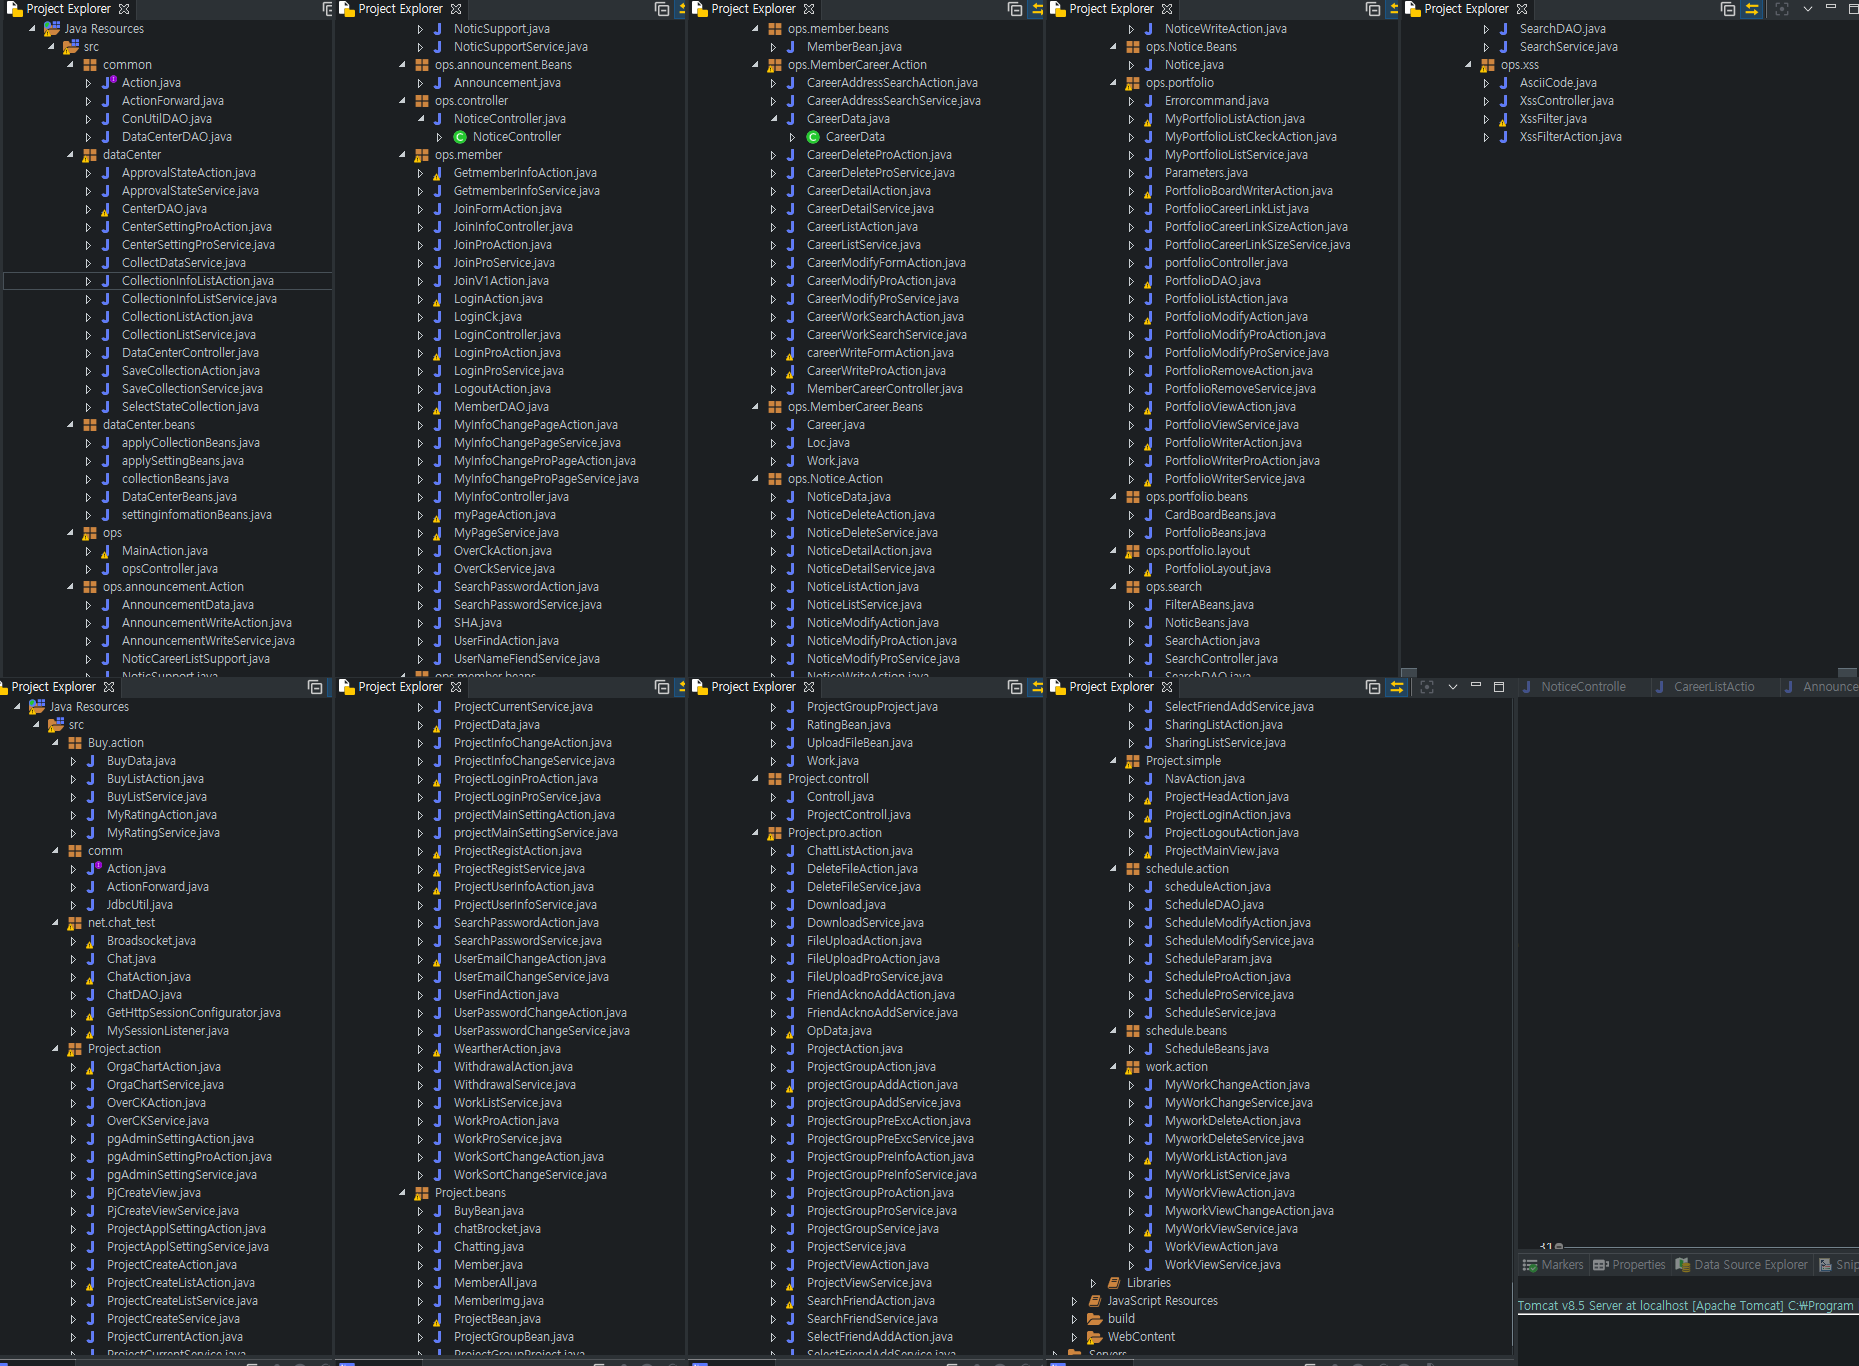 Project Explorer
Java Resources
src
common
Action.java
ActionForward.java
ConUtilDAO.java
DataCenterDAO.java
dataCenter
ApprovalStateAction.java
ApprovalStateService.java
CenterDAO.java
CenterSettingProAction.java
CenterSettingProService.java
CollectDataService.java
CollectionInfoListAction.java
CollectionInfoListService.java
CollectionListAction.java
CollectionListService.java
DataCenterController.java
SaveCollectionAction.java
SaveCollectionService.java
SelectStateCollection.java
dataCenter.beans
applyCollectionBeans.java
applySettingBeans.java
collectionBeans.java
DataCenterBeans.java
settinginfomationBeans.java
ops
MainAction.java
opsController.java
ops.announcement.Action
AnnouncementData.java
AnnouncementWriteAction.java
AnnouncementWriteService.java
NoticCareerListSupport.java
NoticSupport.java
Project Explorer
NoticSupport.java
NoticSupportService.java
ops.announcement.Beans
Announcement.java
ops.controller
NoticeController.java
NoticeController
ops.member
GetmemberInfoAction.java
GetmemberInfoService.java
JoinFormAction.java
JoinInfoController.java
JoinProAction.java
JoinProService.java
JoinV1Action.java
LoginAction.java
LoginCk.java
LoginController.java
LoginProAction.java
LoginProService.java
LogoutAction.java
MemberDAO.java
MyInfoChangePageAction.java
MyInfoChangePageService.java
MyInfoChangeProPageAction.java
MyInfoChangeProPageService.java
MyInfoController.java
myPageAction.java
MyPageService.java
OverCkAction.java
OverCkService.java
SearchPasswordAction.java
SearchPasswordService.java
SHA.java
UserFindAction.java
UserNameFiendService.java
ops.member.beans
Project Explorer
ops.member.beans
MemberBean.java
ops.MemberCareer.Action
CareerAddressSearchAction.java
CareerAddressSearchService.java
CareerData.java
CareerData
CareerDeleteProAction.java
CareerDeleteProService.java
CareerDetailAction.java
CareerDetailService.java
CareerListAction.java
CareerListService.java
CareerModifyFormAction.java
CareerModifyProAction.java
CareerModifyProService.java
CareerWorkSearchAction.java
CareerWorkSearchService.java
careerWriteFormAction.java
CareerWriteProAction.java
MemberCareerController.java
ops.MemberCareer.Beans
Career.java
Loc.java
Work.java
ops.Notice.Action
NoticeData.java
NoticeDeleteAction.java
NoticeDeleteService.java
NoticeDetailAction.java
NoticeDetailService.java
NoticeListAction.java
NoticeListService.java
NoticeModifyAction.java
NoticeModifyProAction.java
NoticeModifyProService.java
NoticeWriteAction.java
Project Explorer
NoticeWriteAction.java
ops.Notice.Beans
Notice.java
ops.portfolio
Errorcommand.java
MyPortfolioListAction.java
MyPortfolioListCkeckAction.java
MyPortfolioListService.java
Parameters.java
PortfolioBoardWriterAction.java
PortfolioCareerLinkList.java
PortfolioCareerLinkSizeAction.java
PortfolioCareerLinkSizeService.java
portfolioController.java
PortfolioDAO.java
PortfolioListAction.java
PortfolioModifyAction.java
PortfolioModifyProAction.java
PortfolioModifyProService.java
PortfolioRemoveAction.java
PortfolioRemoveService.java
PortfolioViewAction.java
PortfolioViewService.java
PortfolioWriterAction.java
PortfolioWriterProAction.java
PortfolioWriterService.java
ops.portfolio.beans
CardBoardBeans.java
PortfolioBeans.java
ops.portfolio.layout
PortfolioLayout.java
ops.search
FilterABeans.java
NoticBeans.java
SearchAction.java
SearchController.java
SearchDAO.java
Project Explorer
SearchDAO.java
SearchService.java
ops.xss
AsciiCode.java
XssController.java
XssFilter.java
XssFilterAction.java
Project Explorer
Java Resources
src
Buy.action
BuyData.java
BuyListAction.java
BuyListService.java
MyRatingAction.java
MyRatingService.java
comm
Action.java
ActionForward.java
JdbcUtil.java
net.chat_test
Broadsocket.java
Chat.java
ChatAction.java
ChatDAO.java
GetHttpSessionConfigurator.java
MySessionListener.java
Project.action
OrgaChartAction.java
OrgaChartService.java
OverCKAction.java
OverCKService.java
pgAdminSettingAction.java
pgAdminSettingProAction.java
pgAdminSettingService.java
PjCreateView.java
PjCreateViewService.java
ProjectApplSettingAction.java
ProjectApplSettingService.java
ProjectCreateAction.java
ProjectCreateListAction.java
ProjectCreateListService.java
ProjectCreateService.java
ProjectCurrentAction.java
ProjectCurrentService.java
Project Explorer
ProjectCurrentService.java
ProjectData.java
ProjectInfoChangeAction.java
ProjectInfoChangeService.java
ProjectLoginProAction.java
ProjectLoginProService.java
projectMainSettingAction.java
projectMainSettingService.java
ProjectRegistAction.java
ProjectRegistService.java
ProjectUserInfoAction.java
ProjectUserInfoService.java
SearchPasswordAction.java
SearchPasswordService.java
UserEmailChangeAction.java
UserEmailChangeService.java
UserFindAction.java
UserPasswordChangeAction.java
UserPasswordChangeService.java
WeartherAction.java
WithdrawalAction.java
WithdrawalService.java
WorkListService.java
WorkProAction.java
WorkProService.java
WorkSortChangeAction.java
WorkSortChangeService.java
Project.beans
BuyBean.java
chatBrocket.java
Chatting.java
Member.java
MemberAll.java
MemberImg.java
ProjectBean.java
ProjectGroupBean.java
ProjectGroupProject.java
Project Explorer
ProjectGroupProject.java
RatingBean.java
UploadFileBean.java
Work.java
Project.controll
Controll.java
ProjectControll.java
Project.pro.action
ChattListAction.java
DeleteFileAction.java
DeleteFileService.java
Download.java
DownloadService.java
FileUploadAction.java
FileUploadProAction.java
FileUploadProService.java
FriendAcknoAddAction.java
FriendAcknoAddService.java
OpData.java
ProjectAction.java
ProjectGroupAction.java
projectGroupAddAction.java
projectGroupAddService.java
ProjectGroupPreExcAction.java
ProjectGroupPreExcService.java
ProjectGroupPreInfoAction.java
ProjectGroupPreInfoService.java
ProjectGroupProAction.java
ProjectGroupProService.java
ProjectGroupService.java
ProjectService.java
ProjectViewAction.java
ProjectViewService.java
SearchFriendAction.java
SearchFriendService.java
SelectFriendAddAction.java
SelectFriendAddService.java
Project Explorer
SelectFriendAddService.java
SharingListAction.java
SharingListService.java
Project.simple
NavAction.java
ProjectHeadAction.java
ProjectLoginAction.java
ProjectLogoutAction.java
ProjectMainView.java
schedule.action
scheduleAction.java
ScheduleDAO.java
ScheduleModifyAction.java
ScheduleModifyService.java
ScheduleParam.java
ScheduleProAction.java
ScheduleProService.java
ScheduleService.java
schedule.beans
ScheduleBeans.java
work.action
MyWorkChangeAction.java
MyWorkChangeService.java
MyworkDeleteAction.java
MyworkDeleteService.java
MyWorkListAction.java
MyWorkListService.java
MyWorkViewAction.java
MyworkViewChangeAction.java
MyWorkViewService.java
WorkViewAction.java
WorkViewService.java
Libraries
JavaScript Resources
build
WebContent
Servers
NoticeControlle CareerListActio Announce
Markers Properties Data Source Explorer Snip
Tomcat v8.5 Server at localhost [Apache Tomcat] C:₩Program